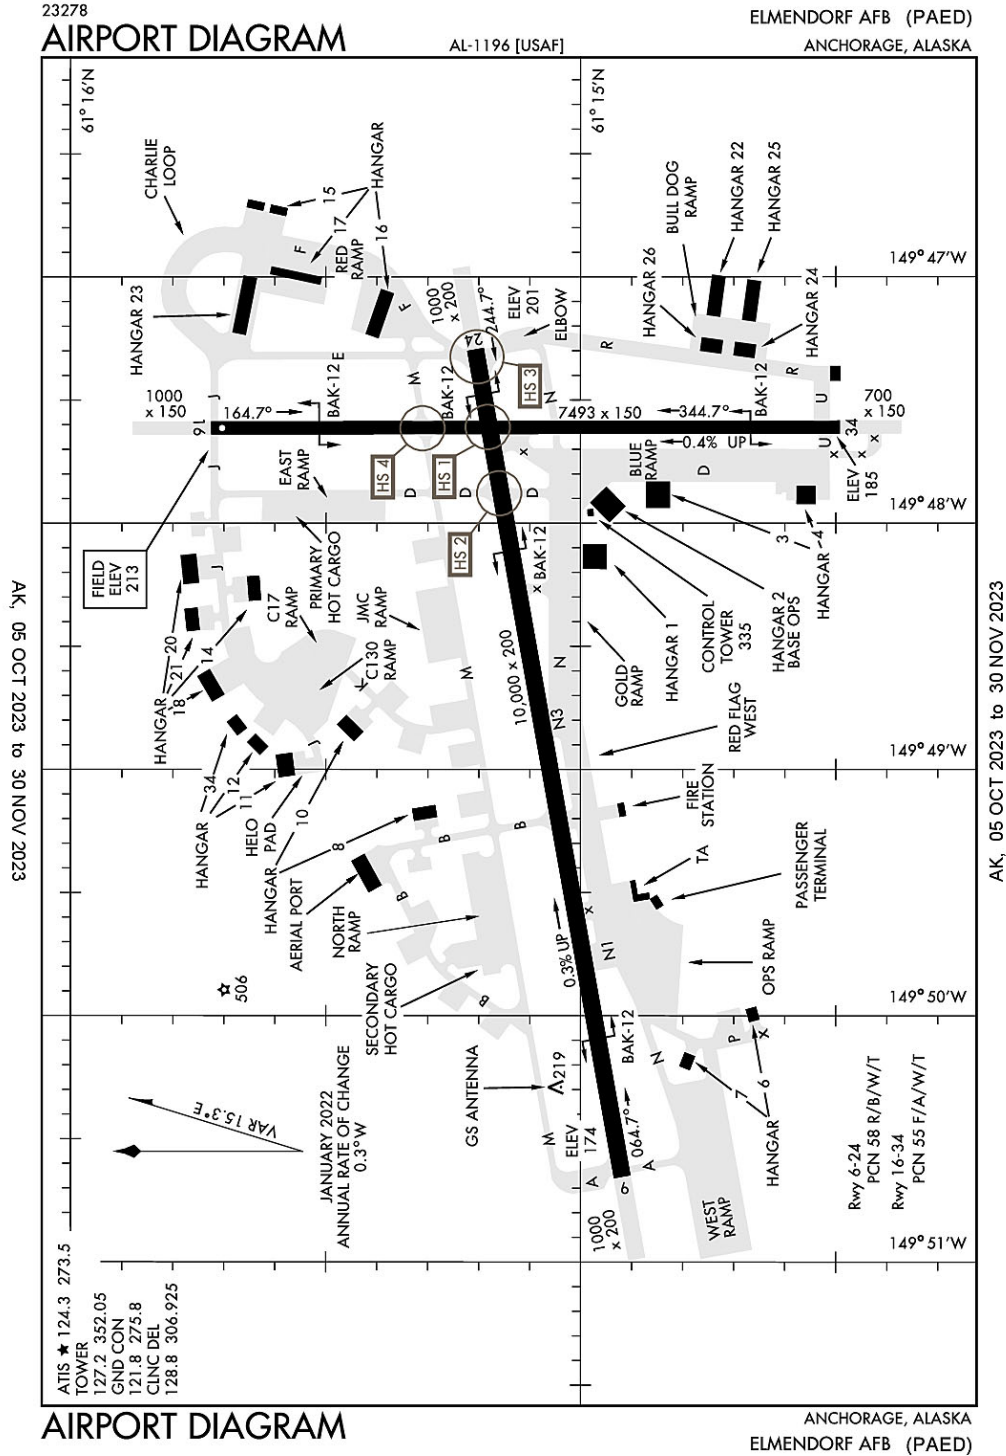 23278
AIRPORT DIAGRAM
AL-1196 [USAF]
ELMENDORF AFB (PAED)
ANCHORAGE, ALASKA
61° 16'N
61° 15'N
CHARLIE
LOOP
HANGAR
15
17
16
RED
RAMP
F
F
HANGAR 23
1000
x 200
244.7°
ELEV
201
ELBOW
24
HANGAR 26
BULL DOG
RAMP
HANGAR 22
HANGAR 25
HANGAR 24
149° 47'W
R
R
J
E
M
N
U
U
1000
x 150
164.7°
BAK-12
BAK-12
HS 3
7493 x 150
344.7°
BAK-12
700
x 150
16
34
0.4% UP
J
EAST
RAMP
HS 4
HS 1
D
D
D
D
x
BLUE
RAMP
x
x
x
ELEV
185
149° 48'W
HS 2
FIELD
ELEV
213
PRIMARY
HOT CARGO
J
C17
RAMP
JMC
RAMP
C130
RAMP
K
M
x BAK-12
10,000 x 200
N
N3
GOLD
RAMP
HANGAR 1
CONTROL
TOWER
335
HANGAR 2
BASE OPS
3
4
HANGAR
HANGAR
20
21
14
18
RED FLAG
WEST
149° 49'W
HANGAR
34
12
11
J
HELO
PAD
HANGAR
10
8
AERIAL PORT
B
B
B
B
NORTH
RAMP
FIRE
STATION
TA
PASSENGER
TERMINAL
OPS RAMP
x
N1
0.3% UP
506
SECONDARY
HOT CARGO
149° 50'W
GS ANTENNA
219
BAK-12
N
P
X
7
6
HANGAR
VAR 15.3° E
JANUARY 2022
ANNUAL RATE OF CHANGE
0.3° W
M
ELEV
174
064.7°
A
A
6
1000
x 200
WEST
RAMP
Rwy 6-24
PCN 58 R/B/W/T
Rwy 16-34
PCN 55 F/A/W/T
149° 51'W
ATIS ★ 124.3 273.5
TOWER
127.2 352.05
GND CON
121.8 275.8
CLNC DEL
128.8 306.925
AK, 05 OCT 2023 to 30 NOV 2023
AK, 05 OCT 2023 to 30 NOV 2023
AIRPORT DIAGRAM
ANCHORAGE, ALASKA
ELMENDORF AFB (PAED)